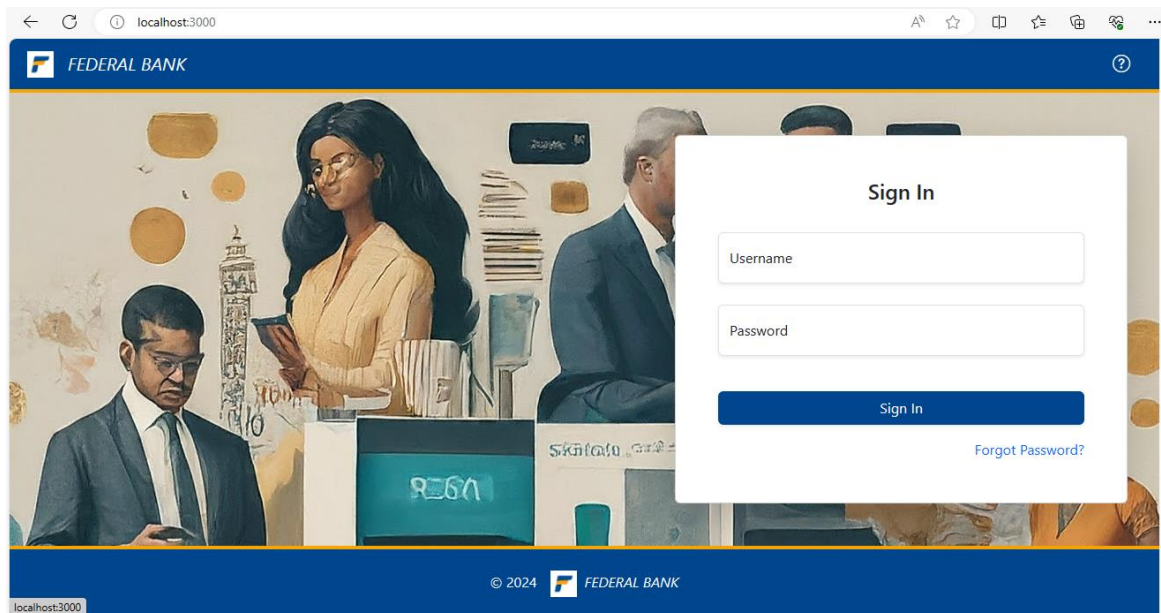 localhost:3000
FEDERAL BANK
Sign In
Username
Password
Sign In
Forgot Password?
© 2024 FEDERAL BANK
localhost:3000